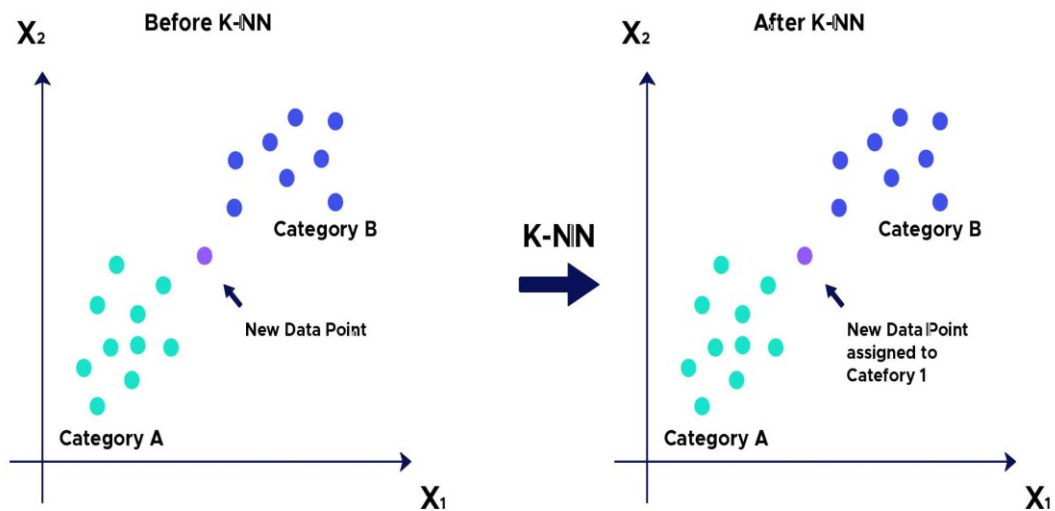 Before K-NN
X₂
Category B
New Data Point
Category A
X₁
K-NN
After K-NN
X₂
Category B
New Data Point
assigned to
Catefory 1
Category A
X₁